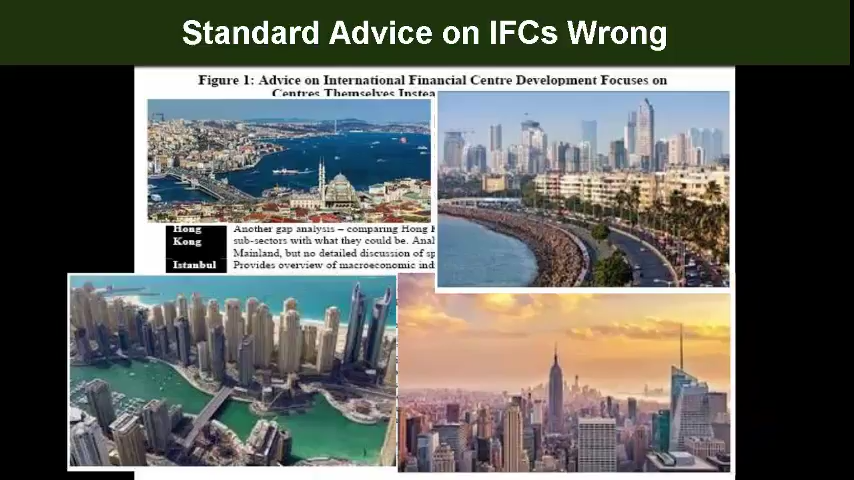 Standard Advice on IFCs Wrong
Figure 1: Advice on International Financial Centre Development Focuses on
Centres Themselves Instea
Hong
Kong
Another gap analysis – comparing Hong
sub-sectors with what they could be. Anal
Mainland, but no detailed discussion of sp
Istanbul
Provides overview of macroeconomic ind